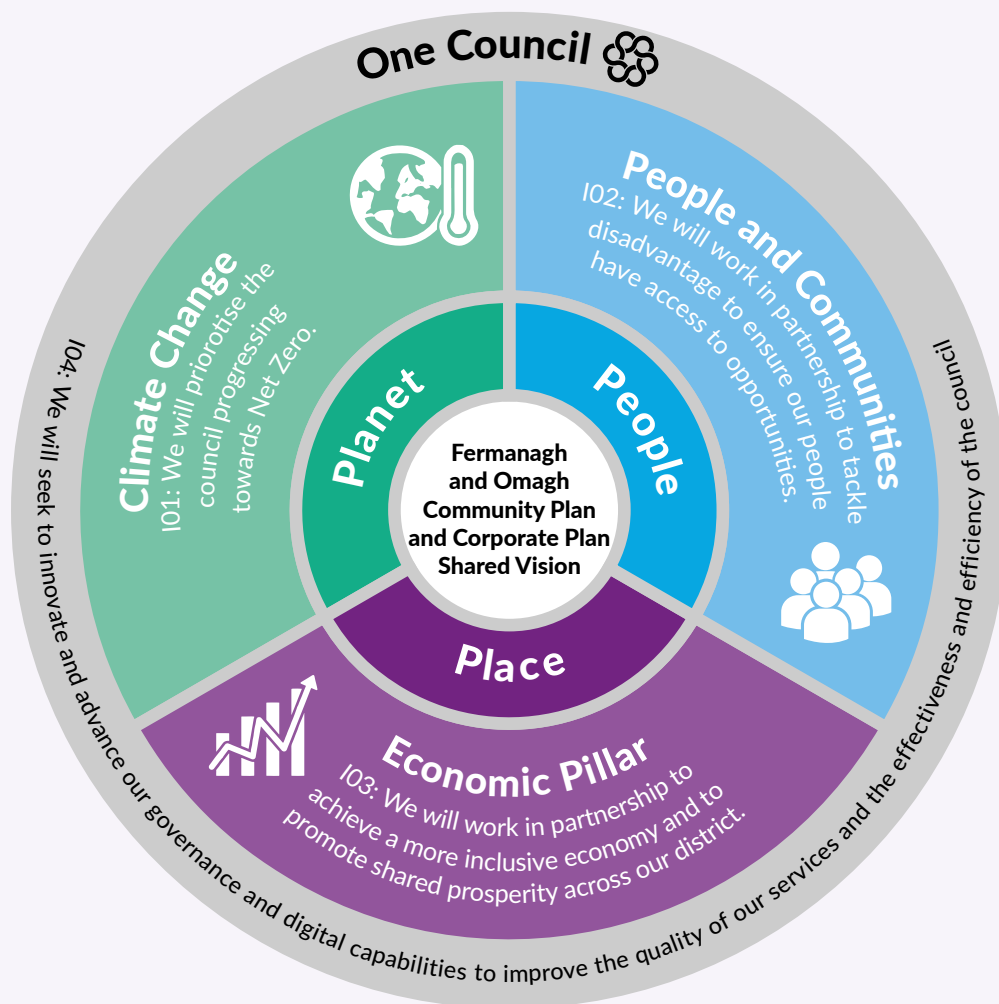 One Council
Climate Change
I01: We will priorotise the
council progressing
towards Net Zero.
People and Communities
I02: We will work in partnership to tackle
disadvantage to ensure our people
have access to opportunities.
Planet
People
Fermanagh
and Omagh
Community Plan
and Corporate Plan
Shared Vision
Place
Economic Pillar
I03: We will work in partnership to
achieve a more inclusive economy and to
promote shared prosperity across our district.
I04: We will seek to innovate and advance our governance and digital capabilities to improve the quality of our services and the effectiveness and efficiency of the council